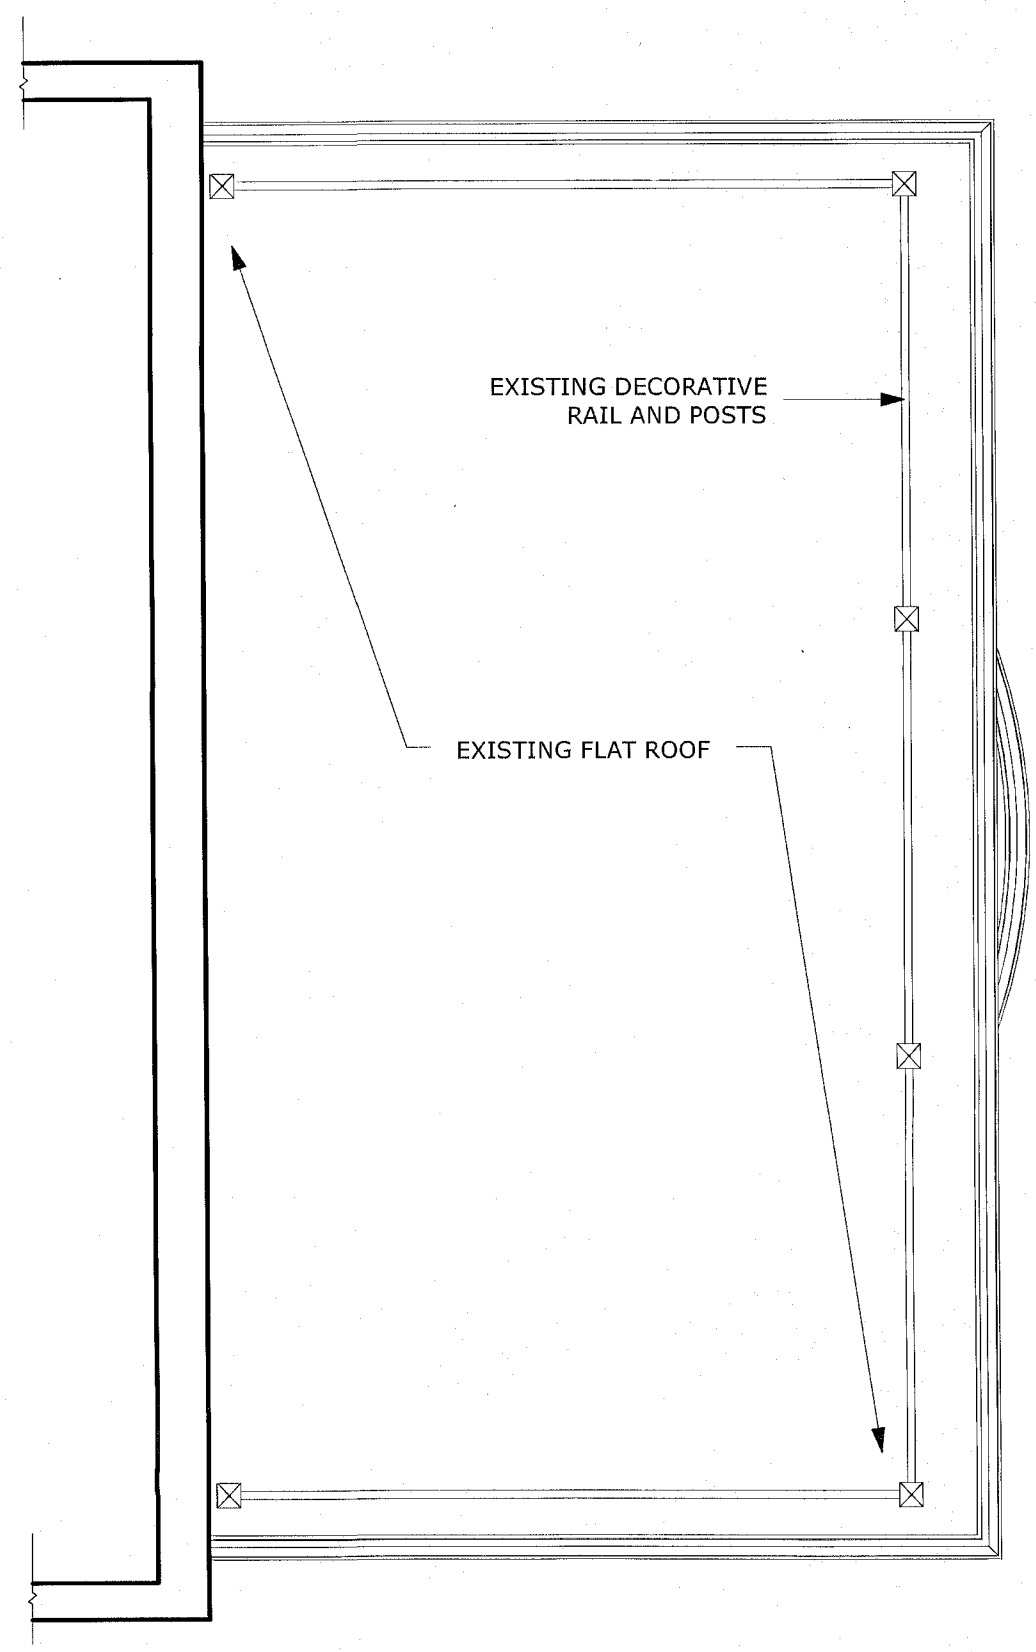 EXISTING DECORATIVE
RAIL AND POSTS
EXISTING FLAT ROOF